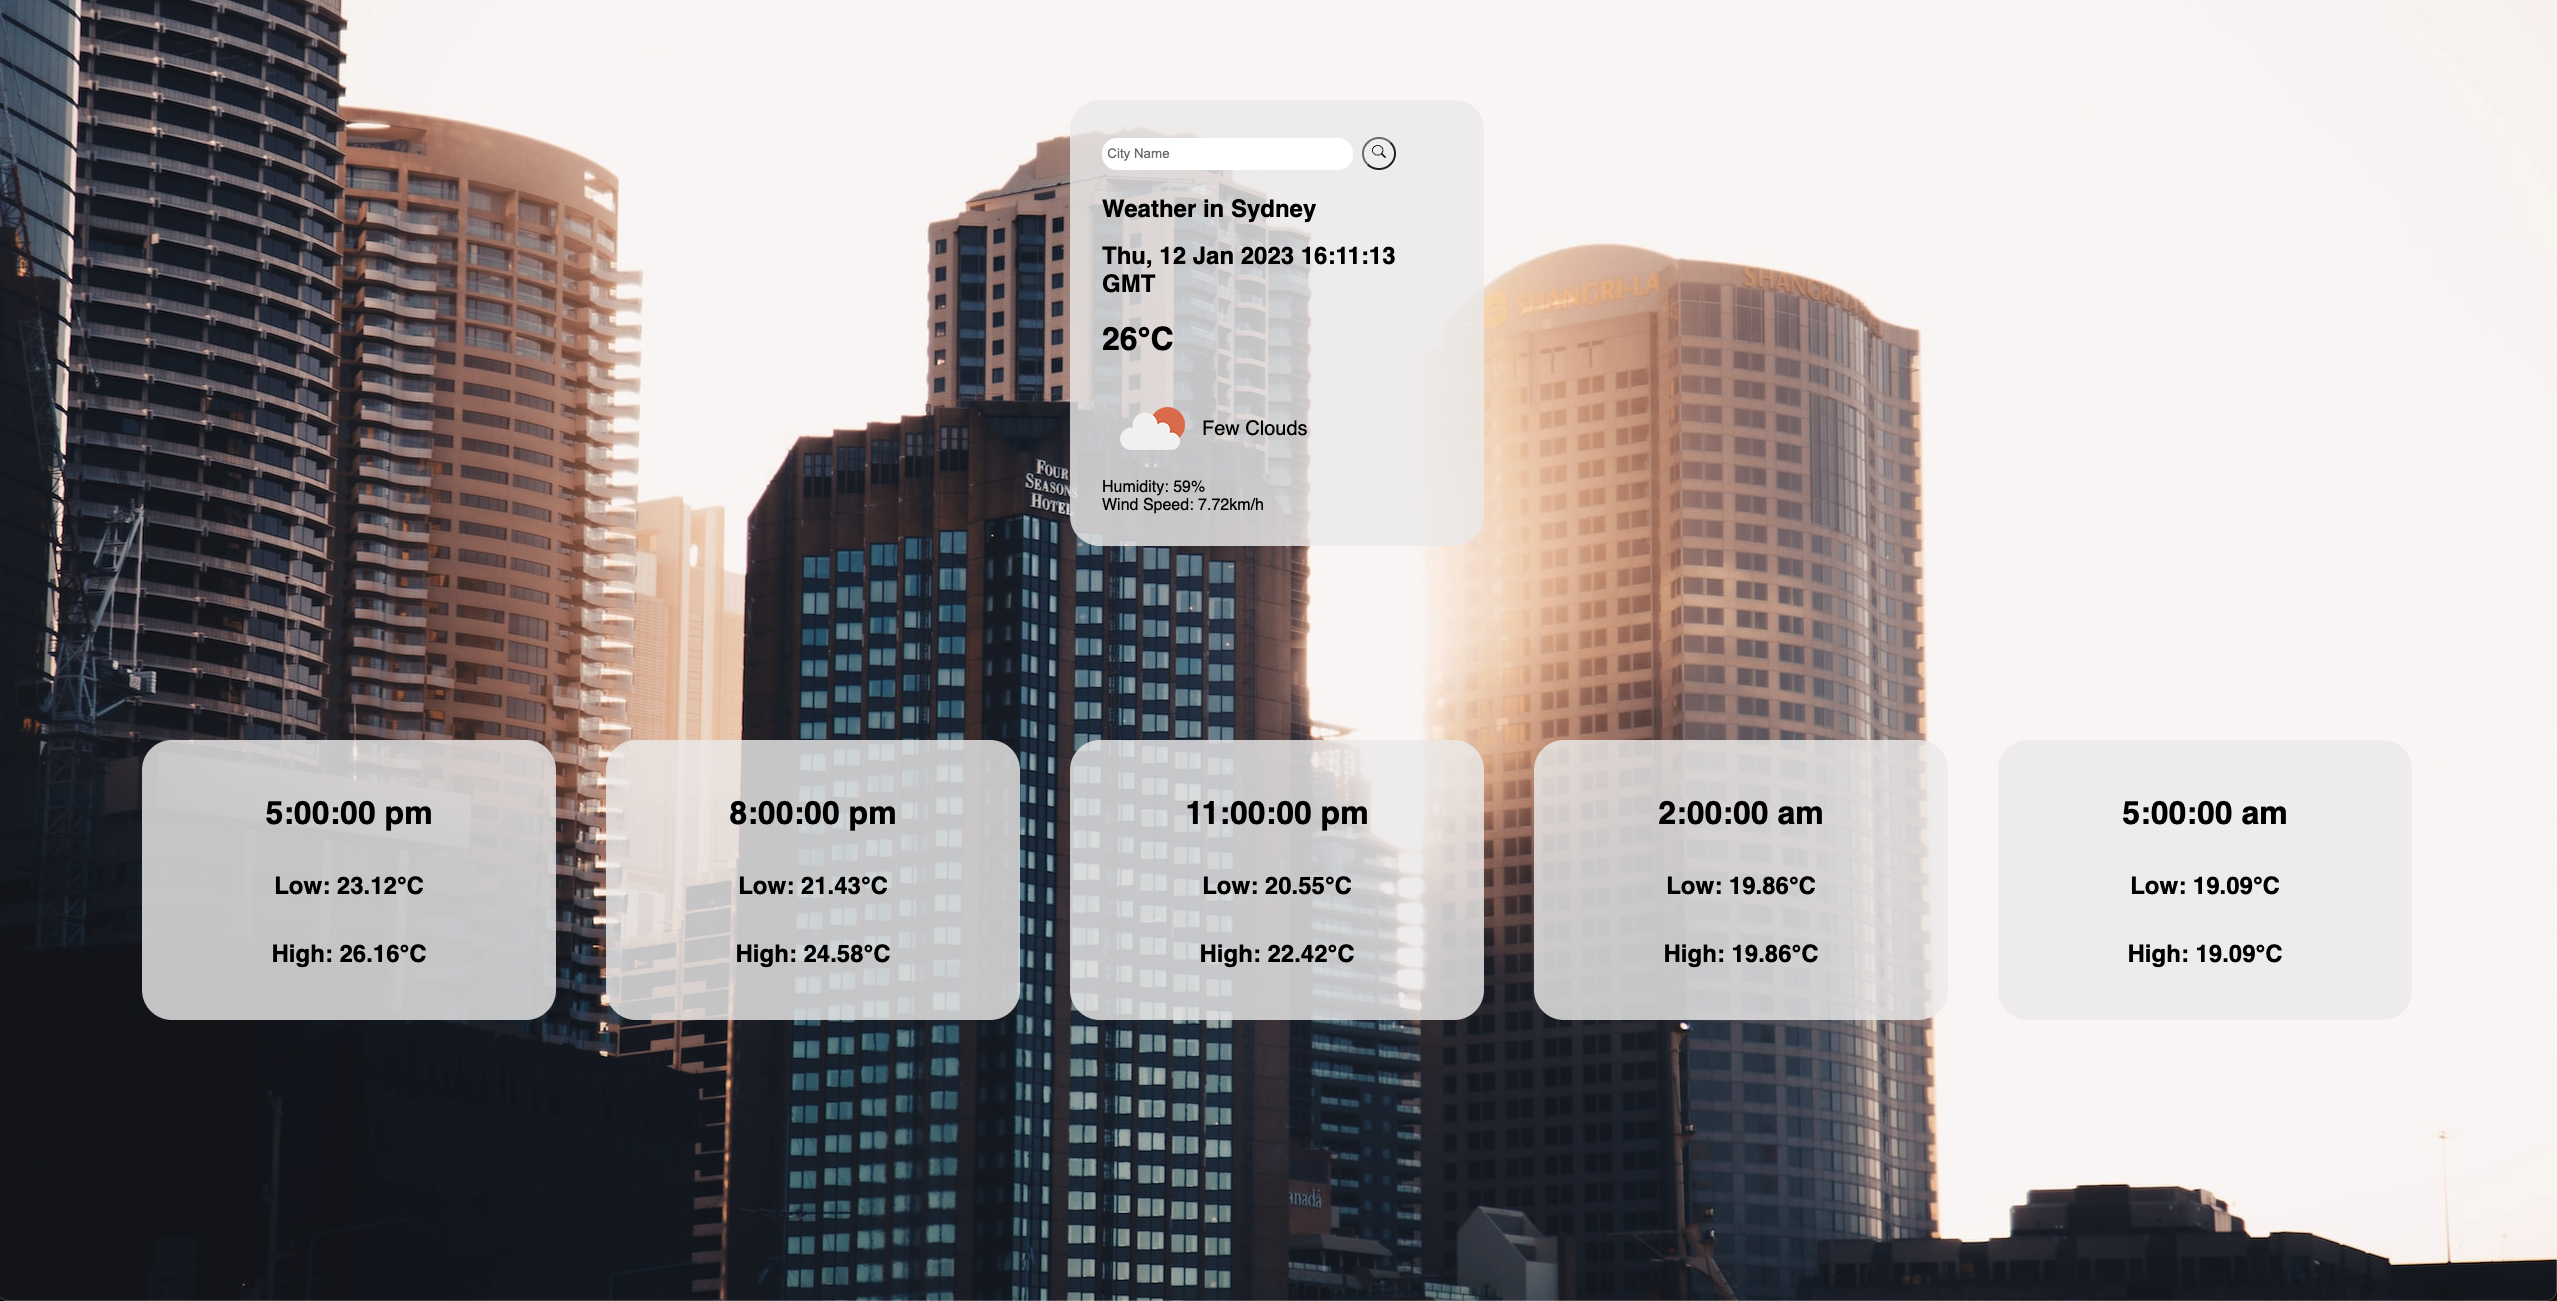 City Name
Weather in Sydney
Thu, 12 Jan 2023 16:11:13
GMT
26°C
Few Clouds
Humidity: 59%
Wind Speed: 7.72km/h
SHANGRI-LA
SHANGRI-LA
FOUR
SEASONS
HOTEL
5:00:00 pm
Low: 23.12°C
High: 26.16°C
8:00:00 pm
Low: 21.43°C
High: 24.58°C
11:00:00 pm
Low: 20.55°C
High: 22.42°C
2:00:00 am
Low: 19.86°C
High: 19.86°C
5:00:00 am
Low: 19.09°C
High: 19.09°C
anadă